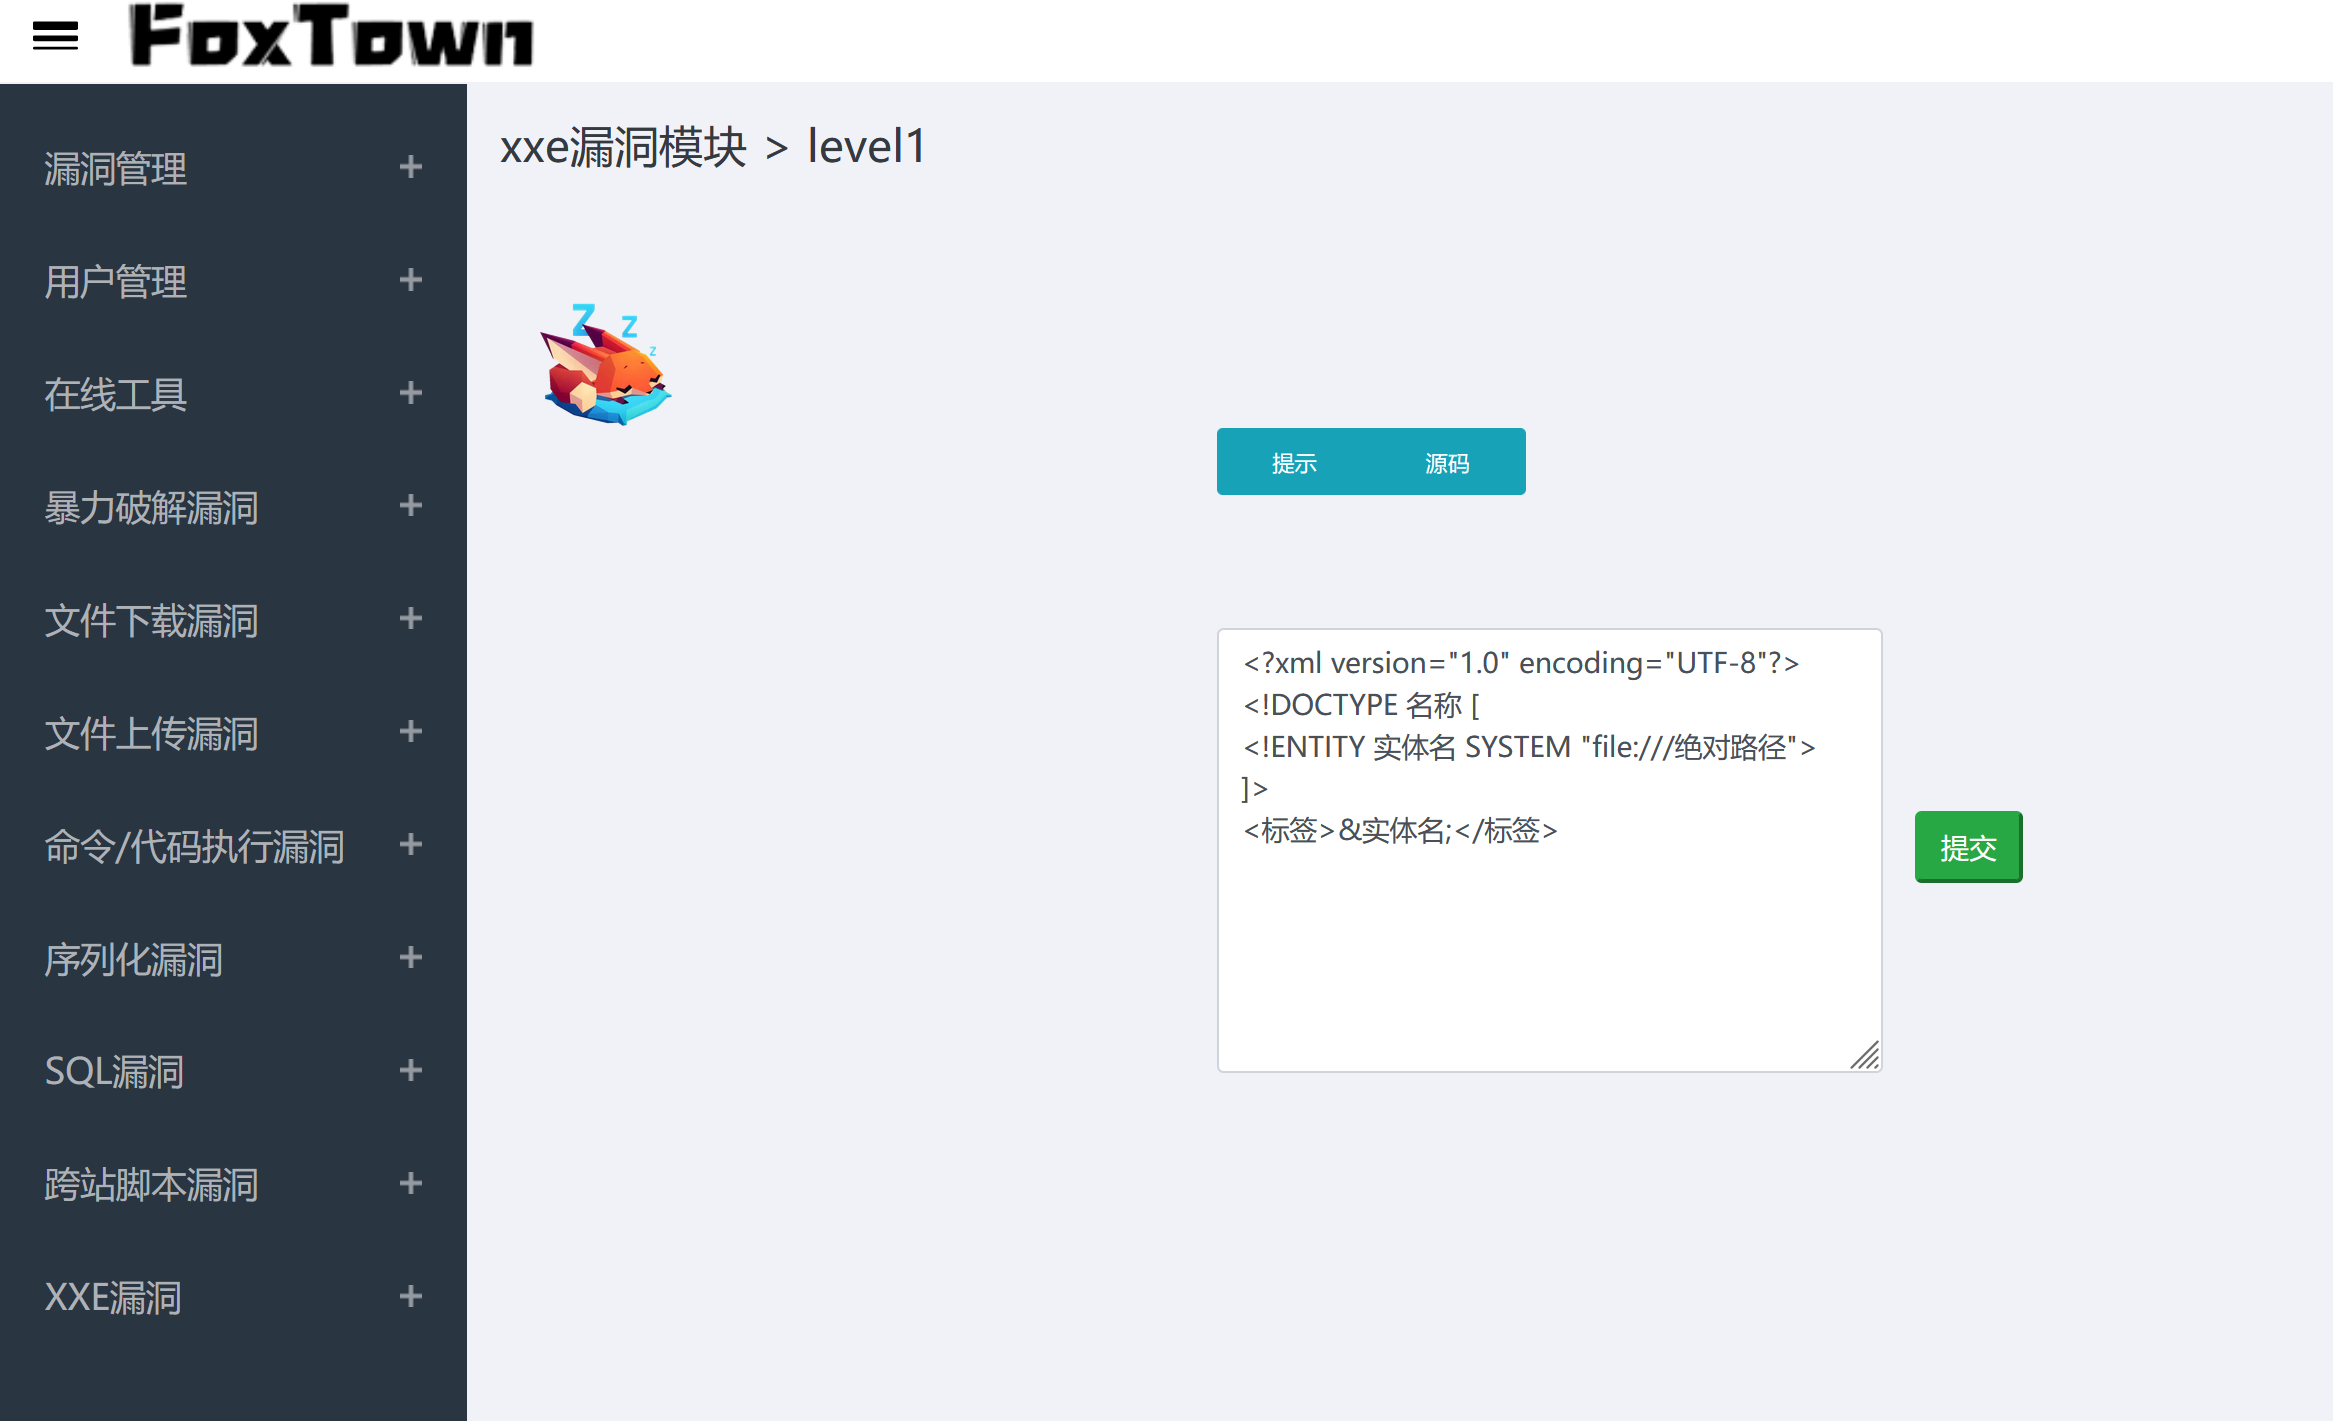 FoxTown
漏洞管理 +
用户管理 +
在线工具 +
暴力破解漏洞 +
文件下载漏洞 +
文件上传漏洞 +
命令/代码执行漏洞 +
序列化漏洞 +
SQL漏洞 +
跨站脚本漏洞 +
XXE漏洞 +
xxe漏洞模块 > level1
Z Z z
提示 源码
<?xml version="1.0" encoding="UTF-8"?>
<!DOCTYPE 名称 [
<!ENTITY 实体名 SYSTEM "file:///绝对路径">
]>
<标签>&实体名;</标签>
提交